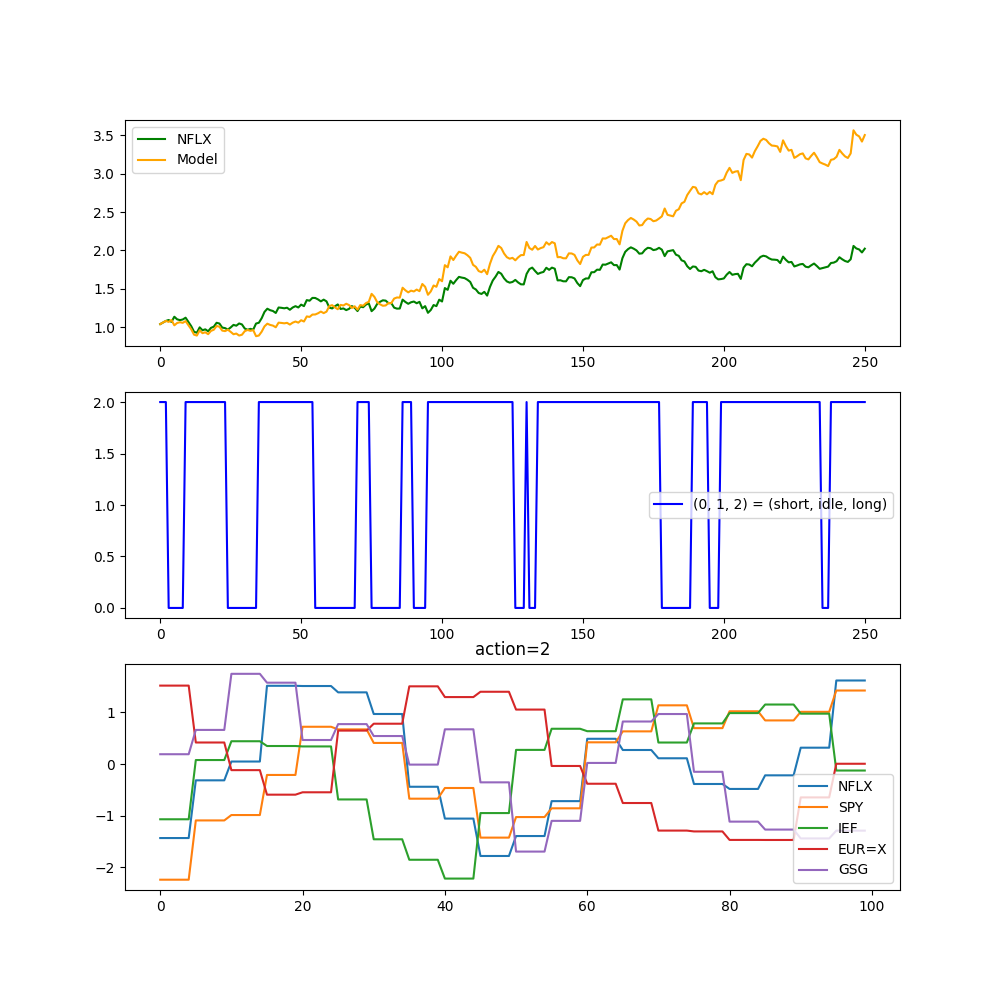 3.5
3.0
2.5
2.0
1.5
1.0
NFLX
Model
0 50 100 150 200 250
2.0
1.5
1.0
0.5
0.0
(0, 1, 2) = (short, idle, long)
0 50 100 150 200 250
action=2
1
0
−1
−2
NFLX
SPY
IEF
EUR=X
GSG
0 20 40 60 80 100